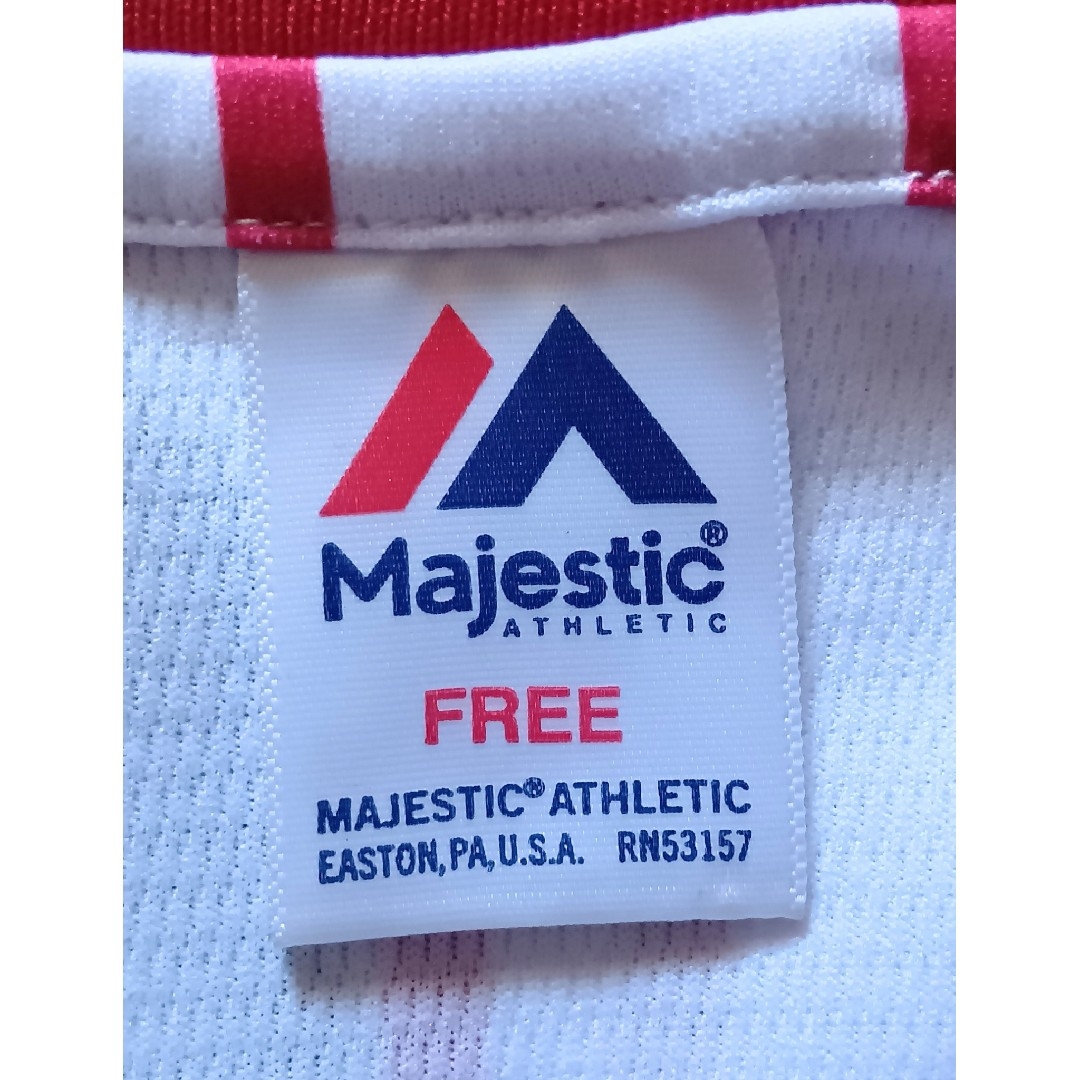 Majestic®
ATHLETIC
FREE
MAJESTIC® ATHLETIC
EASTON, PA, U.S.A. RN53157